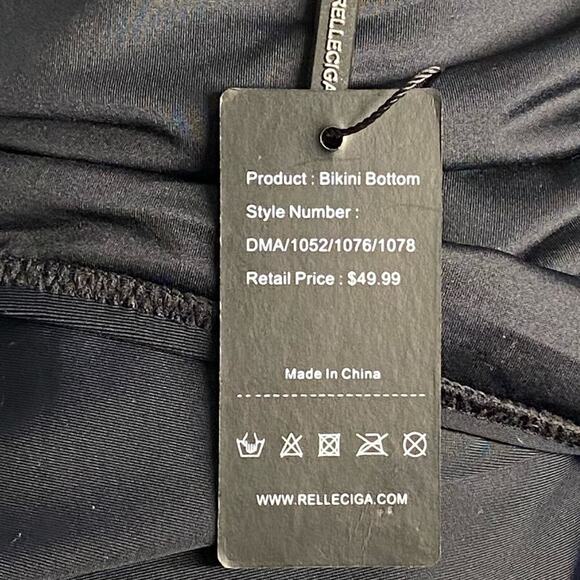 RELLECIGA
Product : Bikini Bottom
Style Number :
DMA/1052/1076/1078
Retail Price : $49.99
Made In China
WWW.RELLECIGA.COM